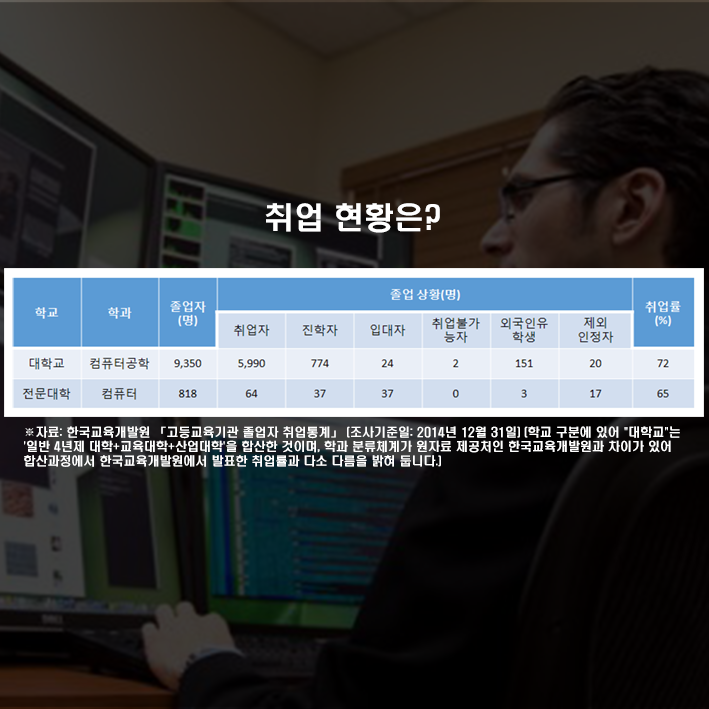 취업 현황은?
학교 학과 졸업자 (명) 졸업 상황(명) 취업률 (%)
취업자 진학자 입대자 취업불가능자 외국인유학생 제외인정자
대학교 컴퓨터공학 9,350 5,990 774 24 2 151 20 72
전문대학 컴퓨터 818 64 37 37 0 3 17 65
※자료: 한국교육개발원 「고등교육기관 졸업자 취업통계」 (조사기준일: 2014년 12월 31일) (학교 구분에 있어 "대학교"는
'일반 4년제 대학+교육대학+산업대학'을 합산한 것이며, 학과 분류체계가 원자료 제공처인 한국교육개발원과 차이가 있어
합산과정에서 한국교육개발원에서 발표한 취업률과 다소 다름을 밝혀 둡니다.)